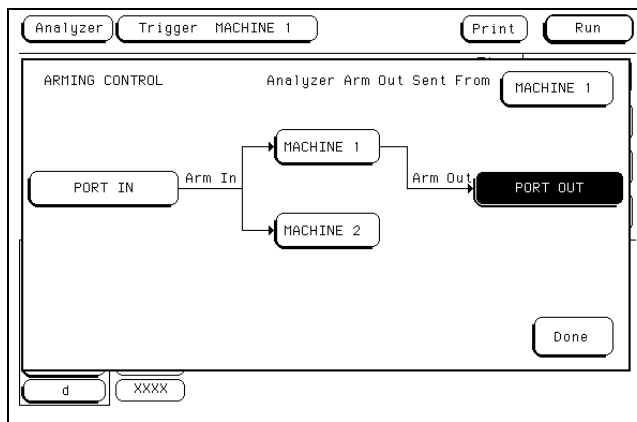 Analyzer Trigger MACHINE 1 Print Run
ARMING CONTROL Analyzer Arm Out Sent From MACHINE 1
MACHINE 1
PORT IN Arm In Arm Out PORT OUT
MACHINE 2
Done
d XXXX